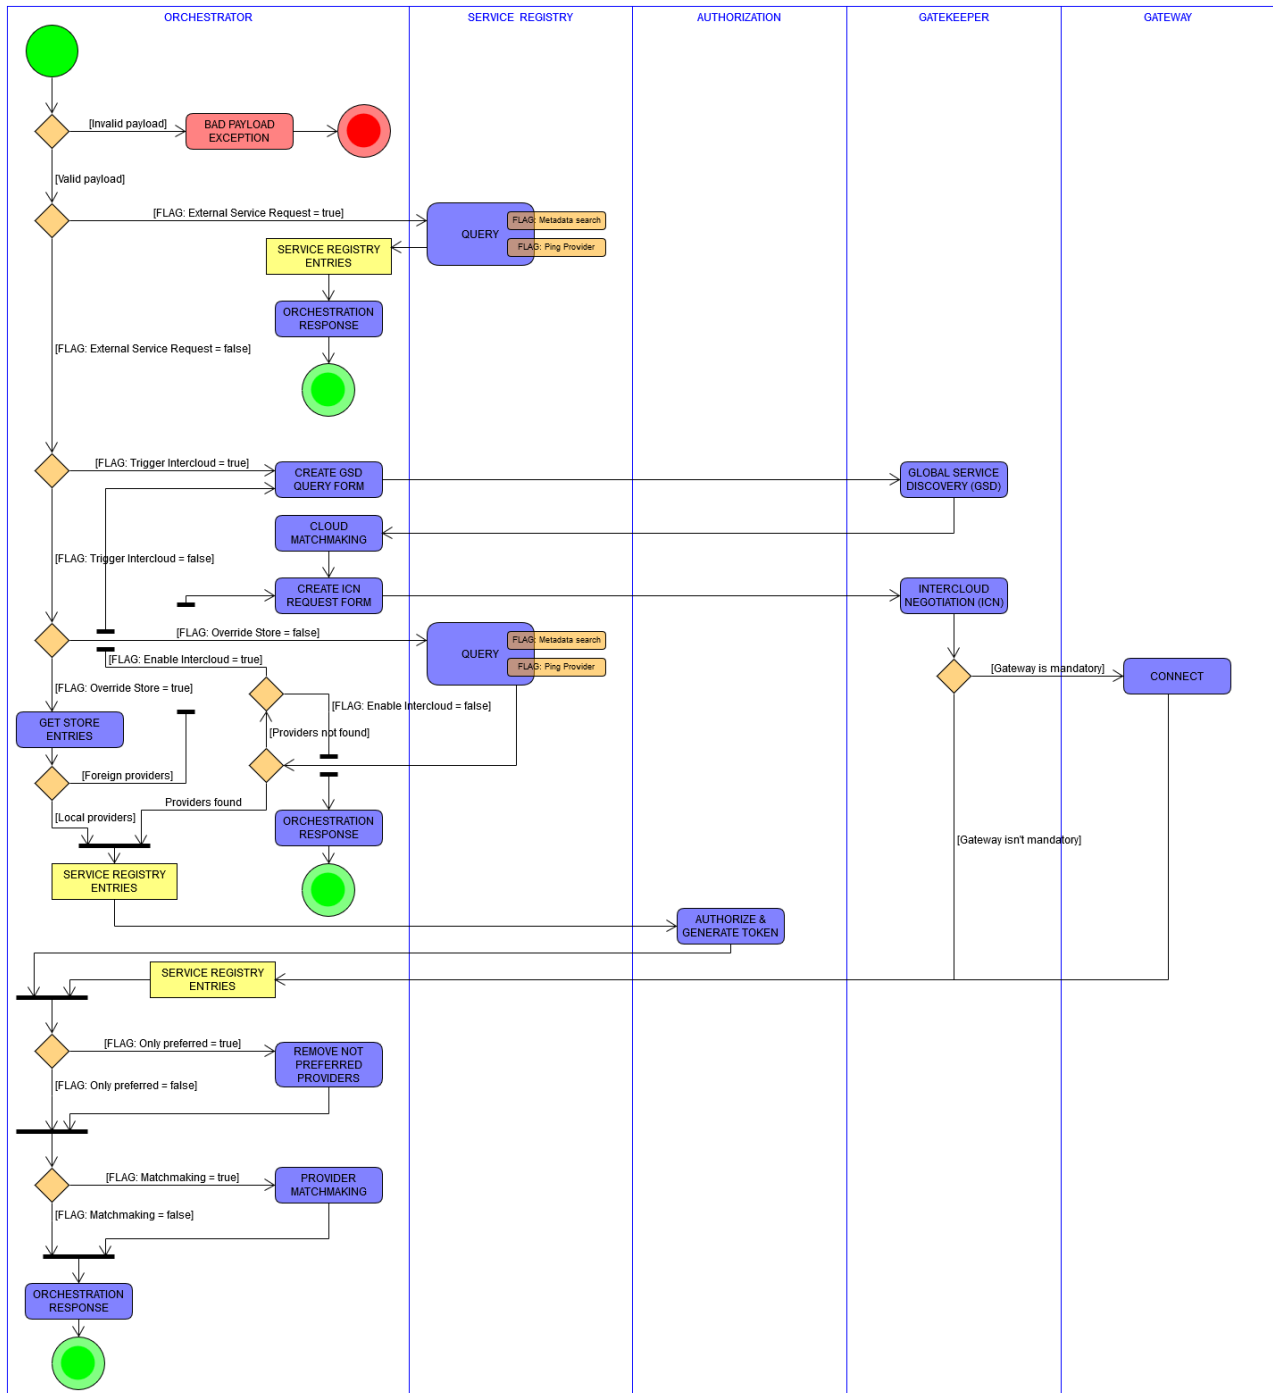 ORCHESTRATOR
SERVICE REGISTRY
AUTHORIZATION
GATEKEEPER
GATEWAY
[Invalid payload]
BAD PAYLOAD
EXCEPTION
[Valid payload]
[FLAG: External Service Request = true]
QUERY
FLAG: Metadata search
FLAG: Ping Provider
SERVICE REGISTRY
ENTRIES
ORCHESTRATION
RESPONSE
[FLAG: External Service Request = false]
[FLAG: Trigger Intercloud = true]
CREATE GSD
QUERY FORM
GLOBAL SERVICE
DISCOVERY (GSD)
CLOUD
MATCHMAKING
[FLAG: Trigger Intercloud = false]
CREATE ICN
REQUEST FORM
INTERCLOUD
NEGOTIATION (ICN)
[FLAG: Override Store = false]
QUERY
FLAG: Metadata search
FLAG: Ping Provider
[FLAG: Enable Intercloud = true]
[Gateway is mandatory]
CONNECT
[FLAG: Override Store = true]
[FLAG: Enable Intercloud = false]
GET STORE
ENTRIES
[Providers not found]
[Foreign providers]
Providers found
[Local providers]
ORCHESTRATION
RESPONSE
[Gateway isn't mandatory]
SERVICE REGISTRY
ENTRIES
AUTHORIZE &
GENERATE TOKEN
SERVICE REGISTRY
ENTRIES
[FLAG: Only preferred = true]
REMOVE NOT
PREFERRED
PROVIDERS
[FLAG: Only preferred = false]
[FLAG: Matchmaking = true]
PROVIDER
MATCHMAKING
[FLAG: Matchmaking = false]
ORCHESTRATION
RESPONSE